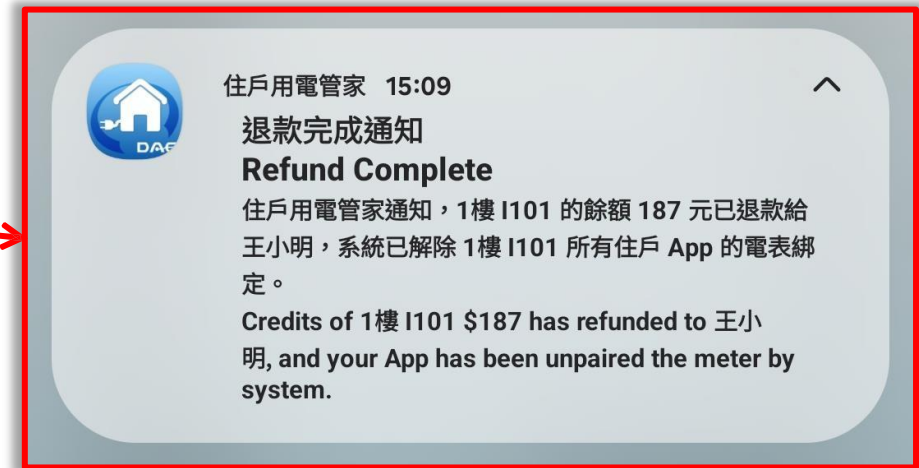 住戶用電管家 15:09
退款完成通知
Refund Complete
住戶用電管家通知,1樓 I101 的餘額 187 元已退款給
王小明,系統已解除 1樓 I101 所有住戶 App 的電表綁
定。
Credits of 1樓 I101 $187 has refunded to 王小
明, and your App has been unpaired the meter by
system.
DAE